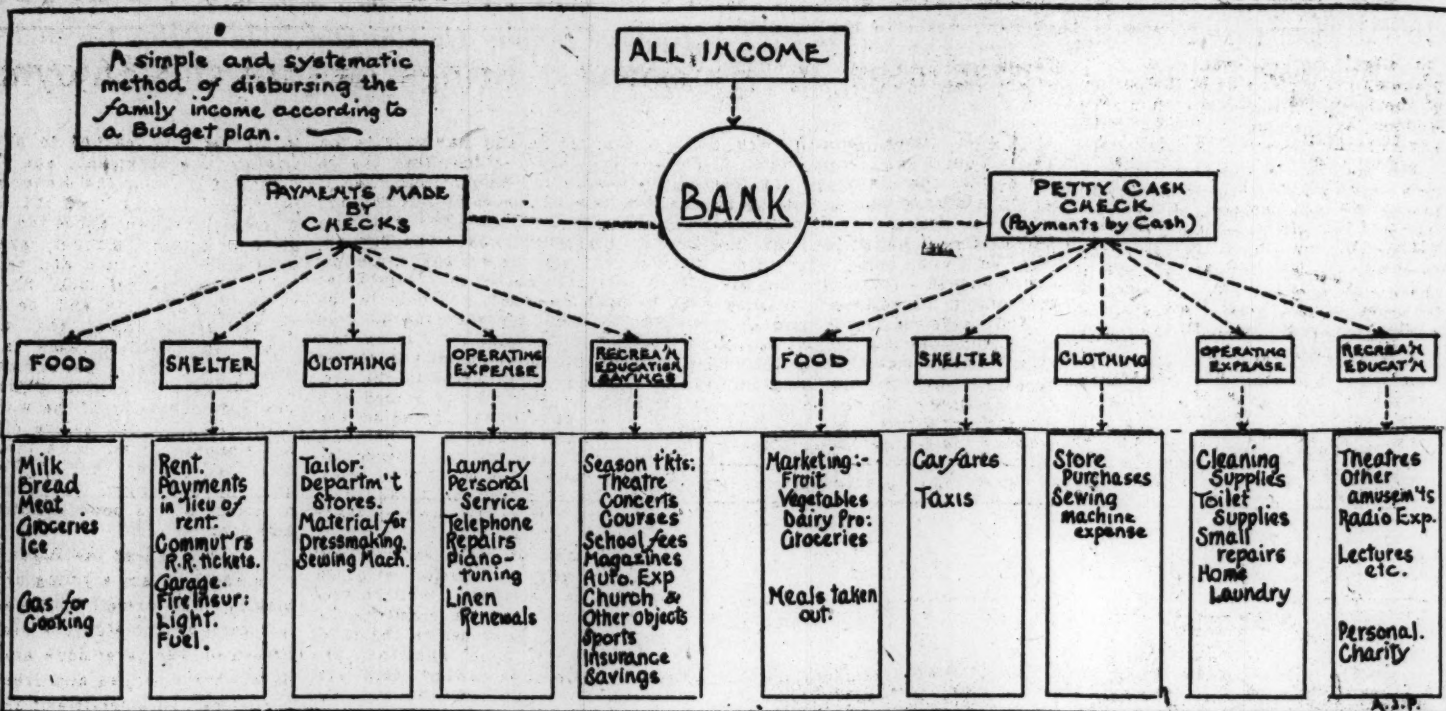 A simple and systematic
method of disbursing the
family income according to
a Budget plan.
ALL INCOME
BANK
PAYMENTS MADE
BY
CHECKS
PETTY CASH
CHECK
(Payments by Cash)
FOOD
SHELTER
CLOTHING
OPERATING
EXPENSE
RECREA'N
EDUCATION
SAVINGS
FOOD
SHELTER
CLOTHING
OPERATING
EXPENSE
RECREA'N
EDUCAT'N
Milk
Bread
Meat
Groceries
Ice
Gas for
Cooking
Rent.
Payments
in lieu of
rent.
Commut'rs
R.R. tickets.
Garage.
Fire Insur:
Light.
Fuel.
Tailor.
Departm't
Stores.
Material for
Dressmaking
Sewing Mach.
Laundry
Personal
Service
Telephone
Repairs
Piano-
tuning
Linen
Renewals
Season tkts:
Theatre
Concerts
Courses
School fees
Magazines
Auto. Exp
Church &
Other objects
Sports
Insurance
Savings
Marketing:-
Fruit
Vegetables
Dairy Pro:
Groceries
Meals taken
out.
Carfares
Taxis
Store
Purchases
Sewing
machine
expense
Cleaning
Supplies
Toilet
Supplies
Small
repairs
Home
Laundry
Theatres
Other
amusem'ts
Radio Exp.
Lectures
etc.
Personal.
Charity
A.J.P.